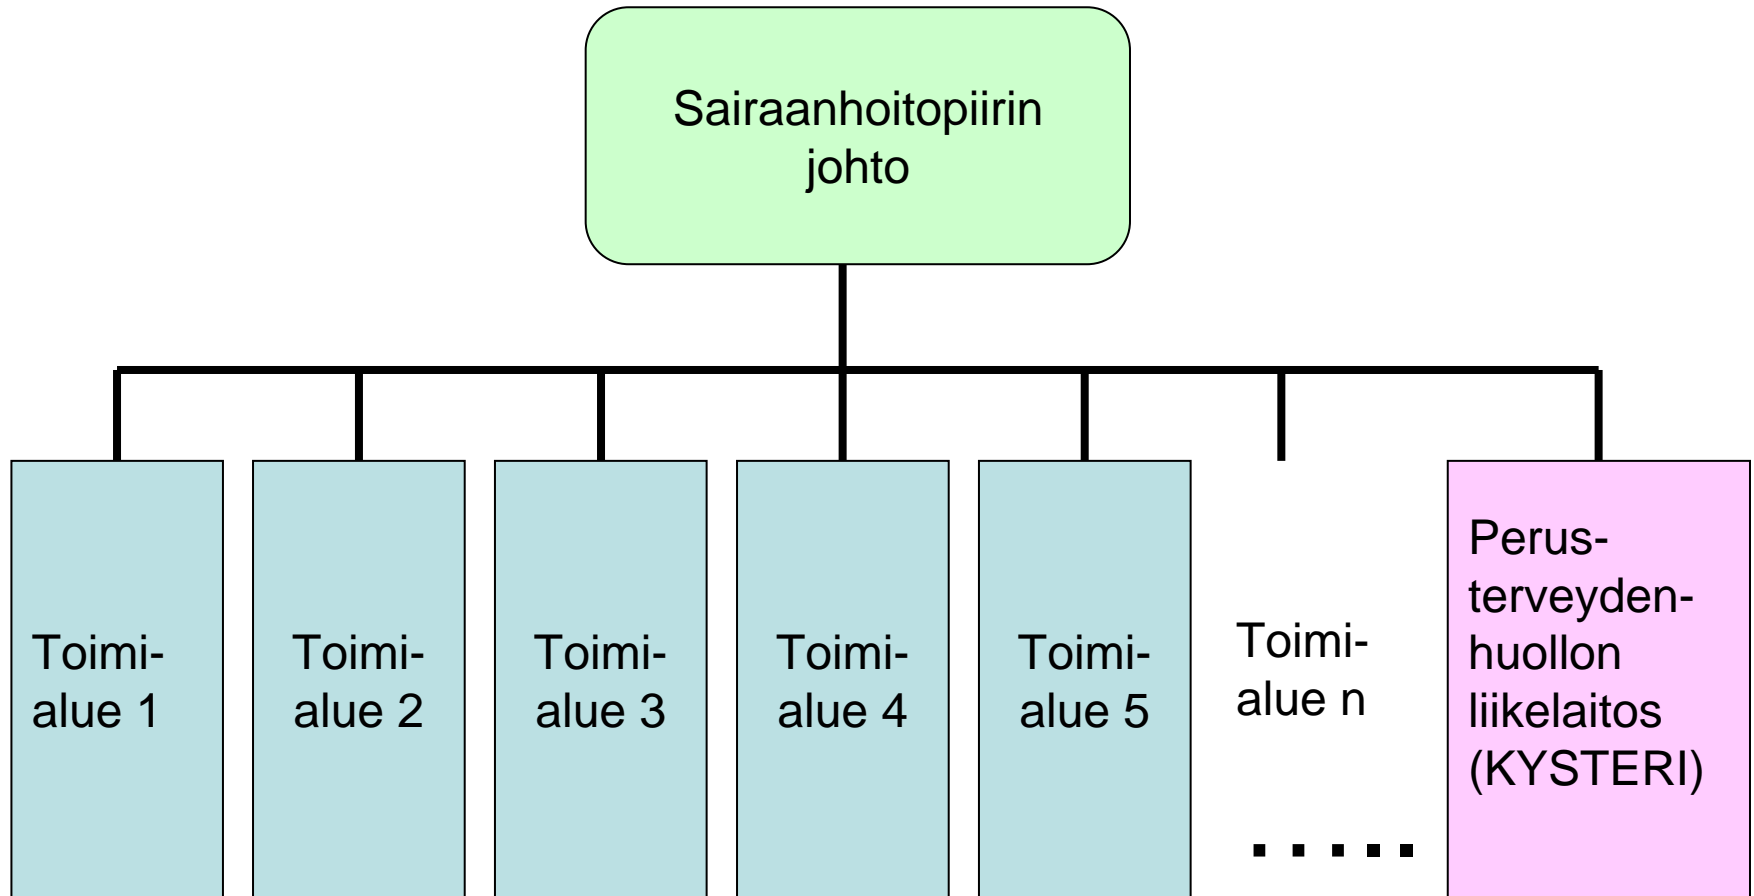 Sairaanhoitopiirin
johto
Toimi-
alue 1
Toimi-
alue 2
Toimi-
alue 3
Toimi-
alue 4
Toimi-
alue 5
Toimi-
alue n
.....
Perus-
terveyden-
huollon
liikelaitos
(KYSTERI)